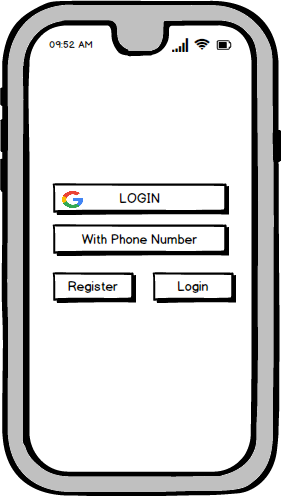 09:52 AM
LOGIN
With Phone Number
Register
Login